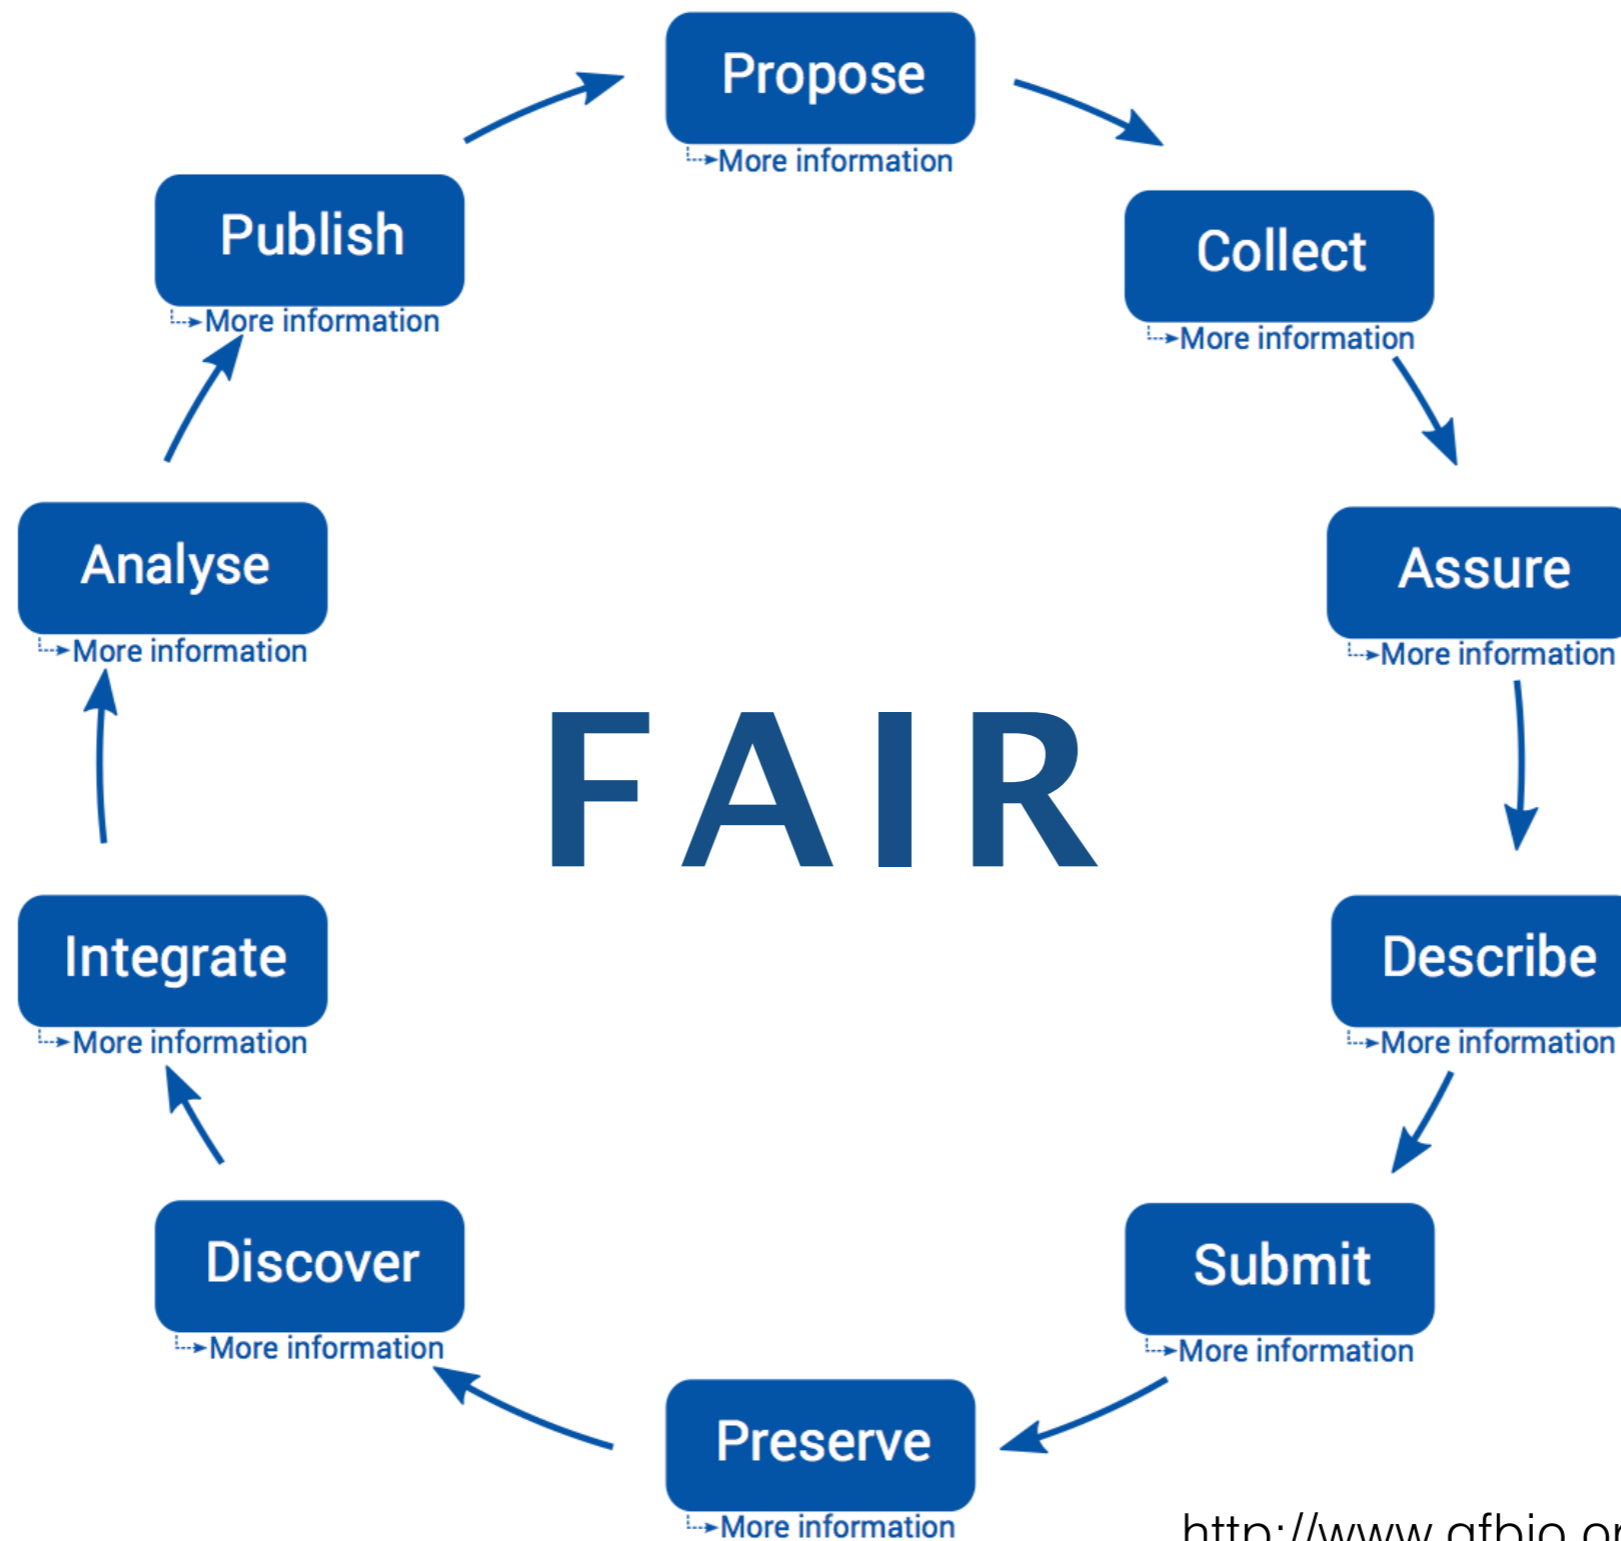 Propose
More information
Publish
More information
Collect
More information
Analyse
More information
Assure
More information
FAIR
Integrate
More information
Describe
More information
Discover
More information
Submit
More information
Preserve
More information